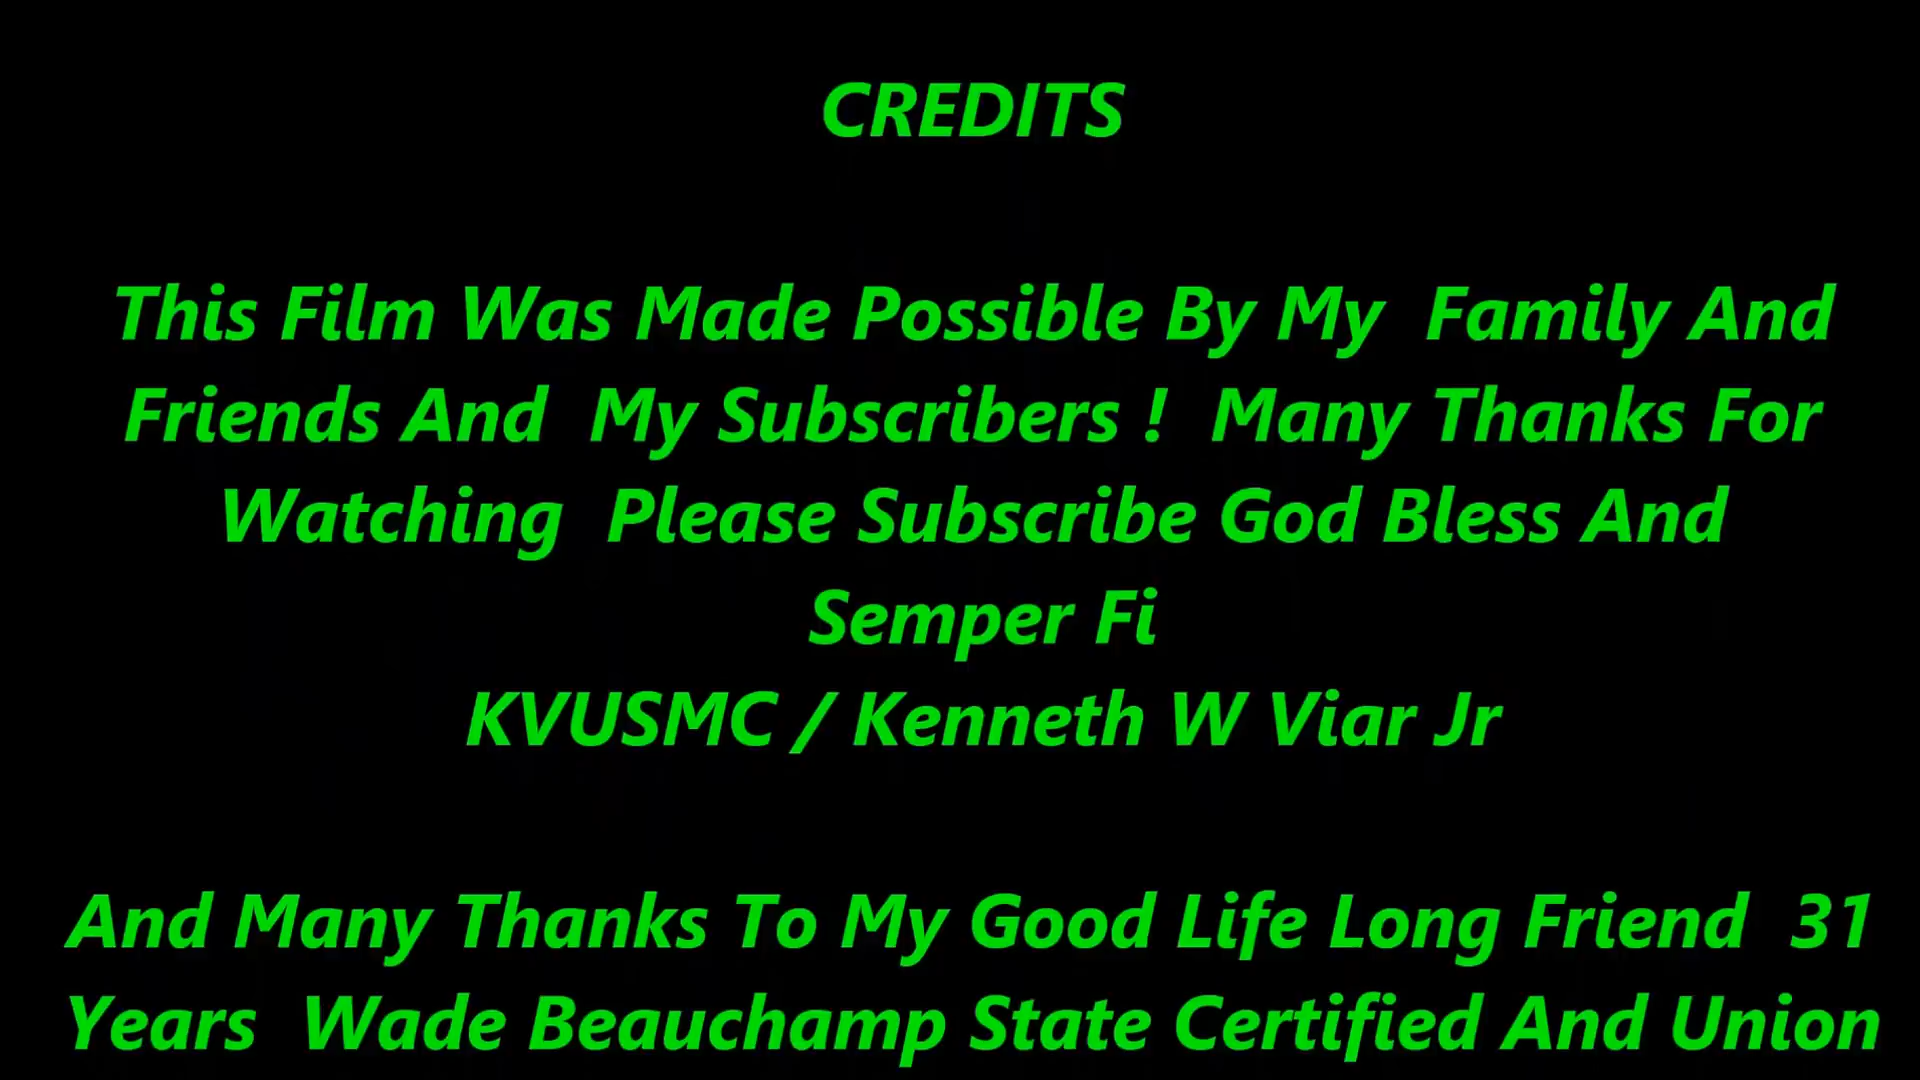 CREDITS
This Film Was Made Possible By My  Family And
Friends And  My Subscribers !  Many Thanks For
Watching  Please Subscribe God Bless And
Semper Fi
KVUSMC / Kenneth W Viar Jr
And Many Thanks To My Good Life Long Friend  31
Years  Wade Beauchamp State Certified And Union